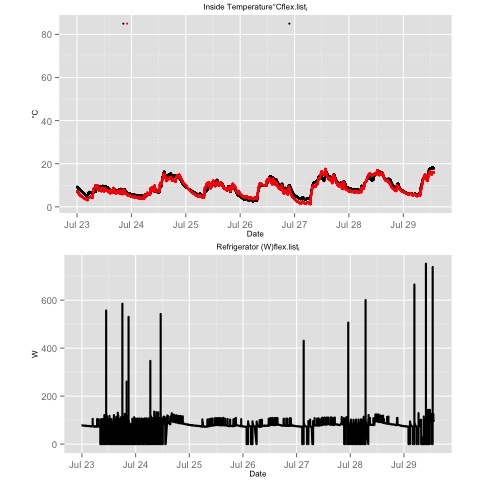 Inside Temperature°Cflex.listᵢ
80
60
40
20
0
°C
Jul 23 Jul 24 Jul 25 Jul 26 Jul 27 Jul 28 Jul 29
Date
Refrigerator (W)flex.listᵢ
600
400
200
0
W
Jul 23 Jul 24 Jul 25 Jul 26 Jul 27 Jul 28 Jul 29
Date